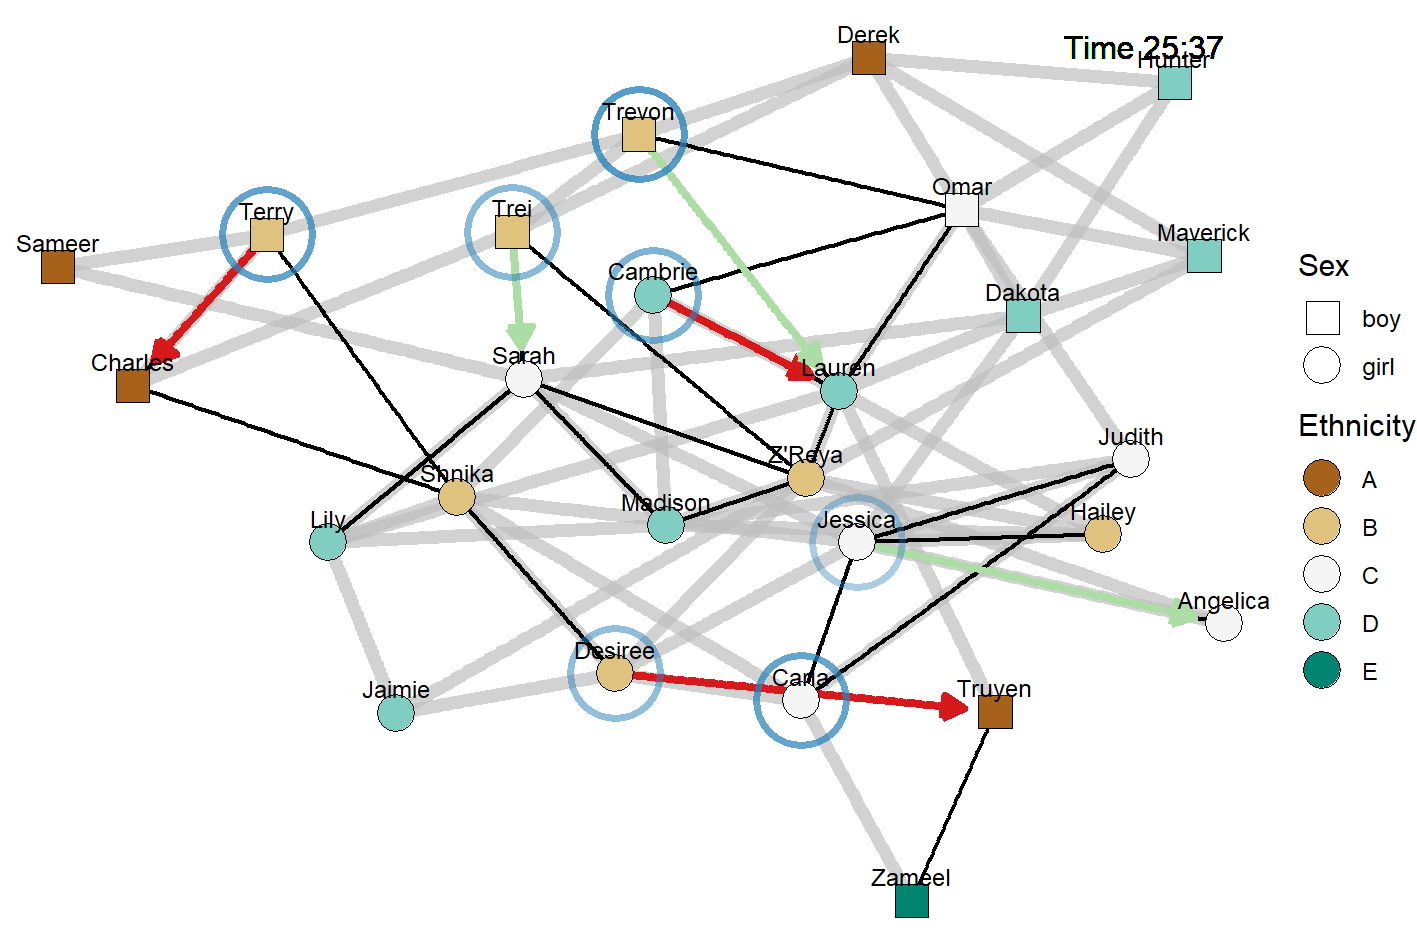 Derek
Time 25:37
Hunter
Trevon
Omar
Terry
Trei
Sameer
Maverick
Cambrie
Dakota
Sex
boy
girl
Charles
Sarah
Lauren
Ethnicity
A
B
C
D
E
Judith
Z'Reya
Shnika
Madison
Lily
Jessica
Hailey
Angelica
Desiree
Carla
Jaimie
Truyen
Zameel